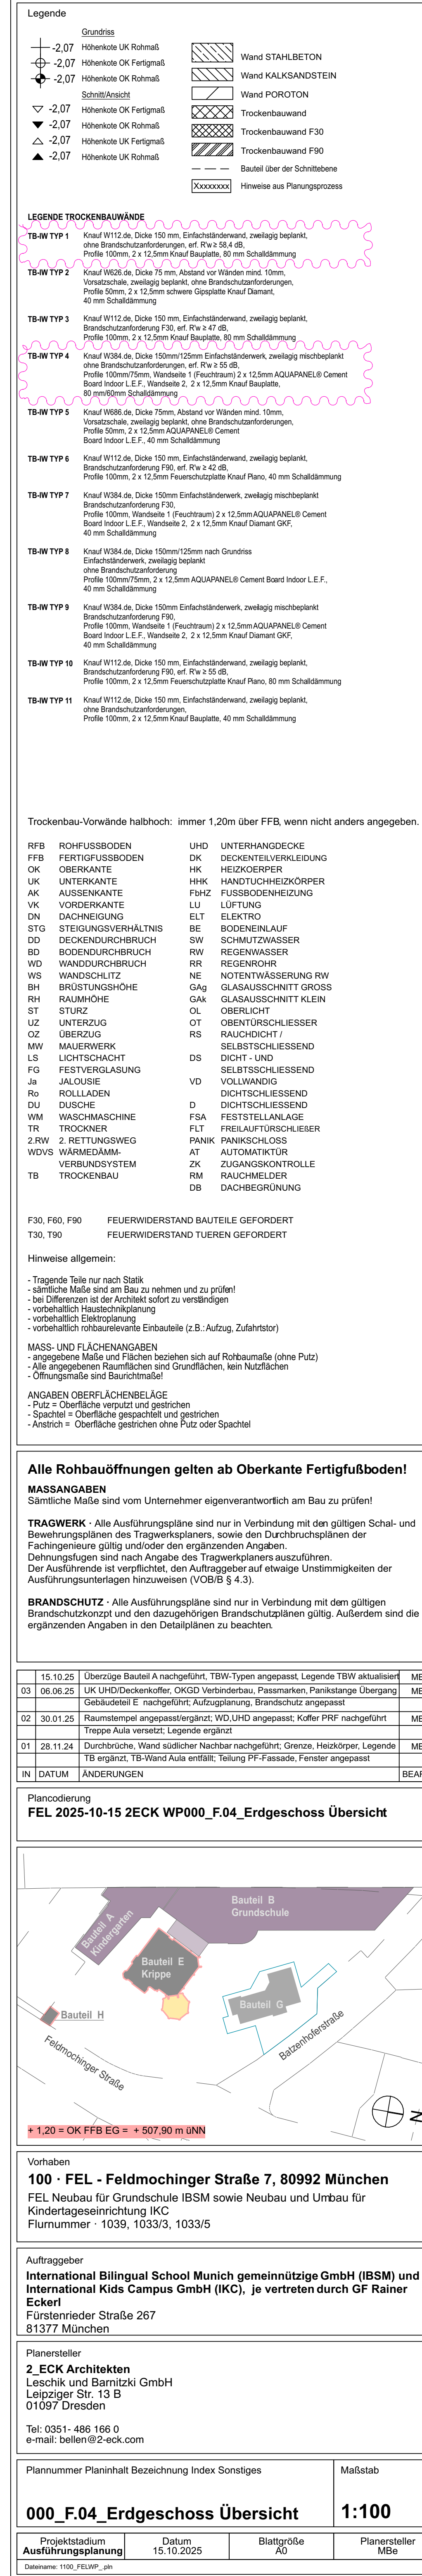 Legende
Grundriss
-2,07 Höhenkote UK Rohmaß
-2,07 Höhenkote OK Fertigmaß
-2,07 Höhenkote OK Rohmaß
Schnitt/Ansicht
-2,07 Höhenkote OK Fertigmaß
-2,07 Höhenkote OK Rohmaß
-2,07 Höhenkote UK Fertigmaß
-2,07 Höhenkote UK Rohmaß
Wand STAHLBETON
Wand KALKSANDSTEIN
Wand POROTON
Trockenbauwand
Trockenbauwand F30
Trockenbauwand F90
Bauteil über der Schnittebene
Xxxxxxxx Hinweise aus Planungsprozess
LEGENDE TROCKENBAUWÄNDE
TB-IW TYP 1 Knauf W112.de, Dicke 150 mm, Einfachständerwand, zweilagig beplankt,
ohne Brandschutzanforderungen, erf. R'w ≥ 58,4 dB,
Profile 100mm, 2 x 12,5mm Knauf Bauplatte, 80 mm Schalldämmung
TB-IW TYP 2 Knauf W626.de, Dicke 75 mm, Abstand vor Wänden mind. 10mm,
Vorsatzschale, zweilagig beplankt, ohne Brandschutzanforderungen,
Profile 50mm, 2 x 12,5mm schwere Gipsplatte Knauf Diamant,
40 mm Schalldämmung
TB-IW TYP 3 Knauf W112.de, Dicke 150 mm, Einfachständerwand, zweilagig beplankt,
Brandschutzanforderung F30, erf. R'w ≥ 47 dB,
Profile 100mm, 2 x 12,5mm Knauf Bauplatte, 80 mm Schalldämmung
TB-IW TYP 4 Knauf W384.de, Dicke 150mm/125mm Einfachständerwerk, zweilagig mischbeplankt
ohne Brandschutzanforderungen, erf. R'w ≥ 55 dB,
Profile 100mm/75mm, Wandseite 1 (Feuchtraum) 2 x 12,5mm AQUAPANEL® Cement
Board Indoor L.E.F., Wandseite 2, 2 x 12,5mm Knauf Bauplatte,
80 mm/60mm Schalldämmung
TB-IW TYP 5 Knauf W686.de, Dicke 75mm, Abstand vor Wänden mind. 10mm,
Vorsatzschale, zweilagig beplankt, ohne Brandschutzanforderungen,
Profile 50mm, 2 x 12,5mm AQUAPANEL® Cement
Board Indoor L.E.F., 40 mm Schalldämmung
TB-IW TYP 6 Knauf W112.de, Dicke 150 mm, Einfachständerwand, zweilagig beplankt,
Brandschutzanforderung F90, erf. R'w ≥ 42 dB,
Profile 100mm, 2 x 12,5mm Feuerschutzplatte Knauf Piano, 40 mm Schalldämmung
TB-IW TYP 7 Knauf W384.de, Dicke 150mm Einfachständerwerk, zweilagig mischbeplankt
Brandschutzanforderung F30,
Profile 100mm, Wandseite 1 (Feuchtraum) 2 x 12,5mm AQUAPANEL® Cement
Board Indoor L.E.F., Wandseite 2, 2 x 12,5mm Knauf Diamant GKF,
40 mm Schalldämmung
TB-IW TYP 8 Knauf W384.de, Dicke 150mm/125mm nach Grundriss
Einfachständerwerk, zweilagig beplankt
ohne Brandschutzanforderung
Profile 100mm/75mm, 2 x 12,5mm AQUAPANEL® Cement Board Indoor L.E.F.,
40 mm Schalldämmung
TB-IW TYP 9 Knauf W384.de, Dicke 150mm Einfachständerwerk, zweilagig mischbeplankt
Brandschutzanforderung F90,
Profile 100mm, Wandseite 1 (Feuchtraum) 2 x 12,5mm AQUAPANEL® Cement
Board Indoor L.E.F., Wandseite 2, 2 x 12,5mm Knauf Diamant GKF,
40 mm Schalldämmung
TB-IW TYP 10 Knauf W112.de, Dicke 150 mm, Einfachständerwand, zweilagig beplankt,
Brandschutzanforderung F90, erf. R'w ≥ 55 dB,
Profile 100mm, 2 x 12,5mm Feuerschutzplatte Knauf Piano, 80 mm Schalldämmung
TB-IW TYP 11 Knauf W112.de, Dicke 150 mm, Einfachständerwand, zweilagig beplankt,
ohne Brandschutzanforderungen,
Profile 100mm, 2 x 12,5mm Knauf Bauplatte, 40 mm Schalldämmung
Trockenbau-Vorwände halbhoch: immer 1,20m über FFB, wenn nicht anders angegeben.
RFB ROHFUSSBODEN UHD UNTERHANGDECKE
FFB FERTIGFUSSBODEN DK DECKENTEILVERKLEIDUNG
OK OBERKANTE HK HEIZKOERPER
UK UNTERKANTE HHK HANDTUCHHEIZKÖRPER
AK AUSSENKANTE FbHZ FUSSBODENHEIZUNG
VK VORDERKANTE LU LÜFTUNG
DN DACHNEIGUNG ELT ELEKTRO
STG STEIGUNGSVERHÄLTNIS BE BODENEINLAUF
DD DECKENDURCHBRUCH SW SCHMUTZWASSER
BD BODENDURCHBRUCH RW REGENWASSER
WD WANDDURCHBRUCH RR REGENROHR
WS WANDSCHLITZ NE NOTENTWÄSSERUNG RW
BH BRÜSTUNGSHÖHE GAg GLASAUSSCHNITT GROSS
RH RAUMHÖHE GAk GLASAUSSCHNITT KLEIN
ST STURZ OL OBERLICHT
UZ UNTERZUG OT OBENTÜRSCHLIESSER
OZ ÜBERZUG RS RAUCHDICHT /
MW MAUERWERK SELBSTSCHLIESSEND
LS LICHTSCHACHT DS DICHT - UND
FG FESTVERGLASUNG SELBTSSCHLIESSEND
Ja JALOUSIE VD VOLLWANDIG
Ro ROLLLADEN DICHTSCHLIESSEND
DU DUSCHE D DICHTSCHLIESSEND
WM WASCHMASCHINE FSA FESTSTELLANLAGE
TR TROCKNER FLT FREILAUFTÜRSCHLIEßER
2.RW 2. RETTUNGSWEG PANIK PANIKSCHLOSS
WDVS WÄRMEDÄMM- AT AUTOMATIKTÜR
VERBUNDSYSTEM ZK ZUGANGSKONTROLLE
TB TROCKENBAU RM RAUCHMELDER
DB DACHBEGRÜNUNG
F30, F60, F90 FEUERWIDERSTAND BAUTEILE GEFORDERT
T30, T90 FEUERWIDERSTAND TUEREN GEFORDERT
Hinweise allgemein:
- Tragende Teile nur nach Statik
- sämtliche Maße sind am Bau zu nehmen und zu prüfen!
- bei Differenzen ist der Architekt sofort zu verständigen
- vorbehaltlich Haustechnikplanung
- vorbehaltlich Elektroplanung
- vorbehaltlich rohbaurelevante Einbauteile (z.B.: Aufzug, Zufahrtstor)
MASS- UND FLÄCHENANGABEN
- angegebene Maße und Flächen beziehen sich auf Rohbaumaße (ohne Putz)
- Alle angegebenen Raumflächen sind Grundflächen, kein Nutzflächen
- Öffnungsmaße sind Baurichtmaße!
ANGABEN OBERFLÄCHENBELÄGE
- Putz = Oberfläche verputzt und gestrichen
- Spachtel = Oberfläche gespachtelt und gestrichen
- Anstrich = Oberfläche gestrichen ohne Putz oder Spachtel
Alle Rohbauöffnungen gelten ab Oberkante Fertigfußboden!
MASSANGABEN
Sämtliche Maße sind vom Unternehmer eigenverantwortlich am Bau zu prüfen!
TRAGWERK · Alle Ausführungspläne sind nur in Verbindung mit den gültigen Schal- und
Bewehrungsplänen des Tragwerksplaners, sowie den Durchbruchsplänen der
Fachingenieure gültig und/oder den ergänzenden Angaben.
Dehnungsfugen sind nach Angabe des Tragwerkplaners auszuführen.
Der Ausführende ist verpflichtet, den Auftraggeber auf etwaige Unstimmigkeiten der
Ausführungsunterlagen hinzuweisen (VOB/B § 4.3).
BRANDSCHUTZ · Alle Ausführungspläne sind nur in Verbindung mit dem gültigen
Brandschutzkonzpt und den dazugehörigen Brandschutzplänen gültig. Außerdem sind die
ergänzenden Angaben in den Detailplänen zu beachten.
15.10.25 Überzüge Bauteil A nachgeführt, TBW-Typen angepasst, Legende TBW aktualisiert
03 06.06.25 UK UHD/Deckenkoffer, OKGD Verbinderbau, Passmarken, Panikstange Übergang
Gebäudeteil E nachgeführt; Aufzugplanung, Brandschutz angepasst
02 30.01.25 Raumstempel angepasst/ergänzt; WD,UHD angepasst; Koffer PRF nachgeführt
Treppe Aula versetzt; Legende ergänzt
01 28.11.24 Durchbrüche, Wand südlicher Nachbar nachgeführt; Grenze, Heizkörper, Legende
TB ergänzt, TB-Wand Aula entfällt; Teilung PF-Fassade, Fenster angepasst
IN DATUM ÄNDERUNGEN
Plancodierung
FEL 2025-10-15 2ECK WP000_F.04_Erdgeschoss Übersicht
Bauteil A
Kindergarten
Bauteil B
Grundschule
Bauteil E
Krippe
Bauteil G
Bauteil H
Feldmochinger Straße
Batzenhoferstraße
N
+ 1,20 = OK FFB EG = + 507,90 m üNN
Vorhaben
100 · FEL - Feldmochinger Straße 7, 80992 München
FEL Neubau für Grundschule IBSM sowie Neubau und Umbau für
Kindertageseinrichtung IKC
Flurnummer · 1039, 1033/3, 1033/5
Auftraggeber
International Bilingual School Munich gemeinnützige GmbH (IBSM) und
International Kids Campus GmbH (IKC), je vertreten durch GF Rainer
Eckerl
Fürstenrieder Straße 267
81377 München
Planersteller
2_ECK Architekten
Leschik und Barnitzki GmbH
Leipziger Str. 13 B
01097 Dresden
Tel: 0351- 486 166 0
e-mail: bellen@2-eck.com
Plannummer Planinhalt Bezeichnung Index Sonstiges
Maßstab
000_F.04_Erdgeschoss Übersicht
1:100
Projektstadium Datum Blattgröße Planersteller
Ausführungsplanung 15.10.2025 A0 MBe
Dateiname: 1100_FELWP_.pln